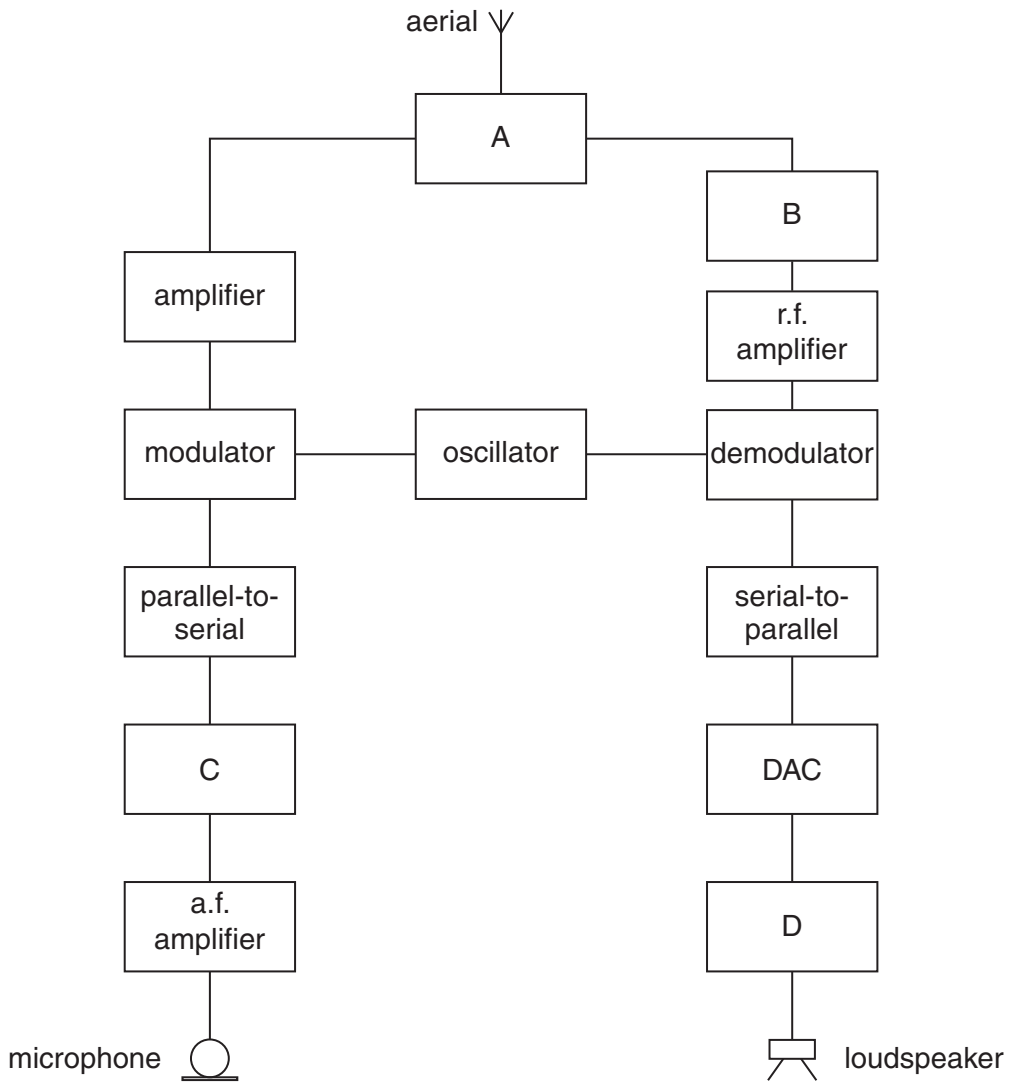 aerial
A
B
amplifier
r.f.
amplifier
modulator
oscillator
demodulator
parallel-to-
serial
serial-to-
parallel
C
DAC
a.f.
amplifier
D
microphone
loudspeaker